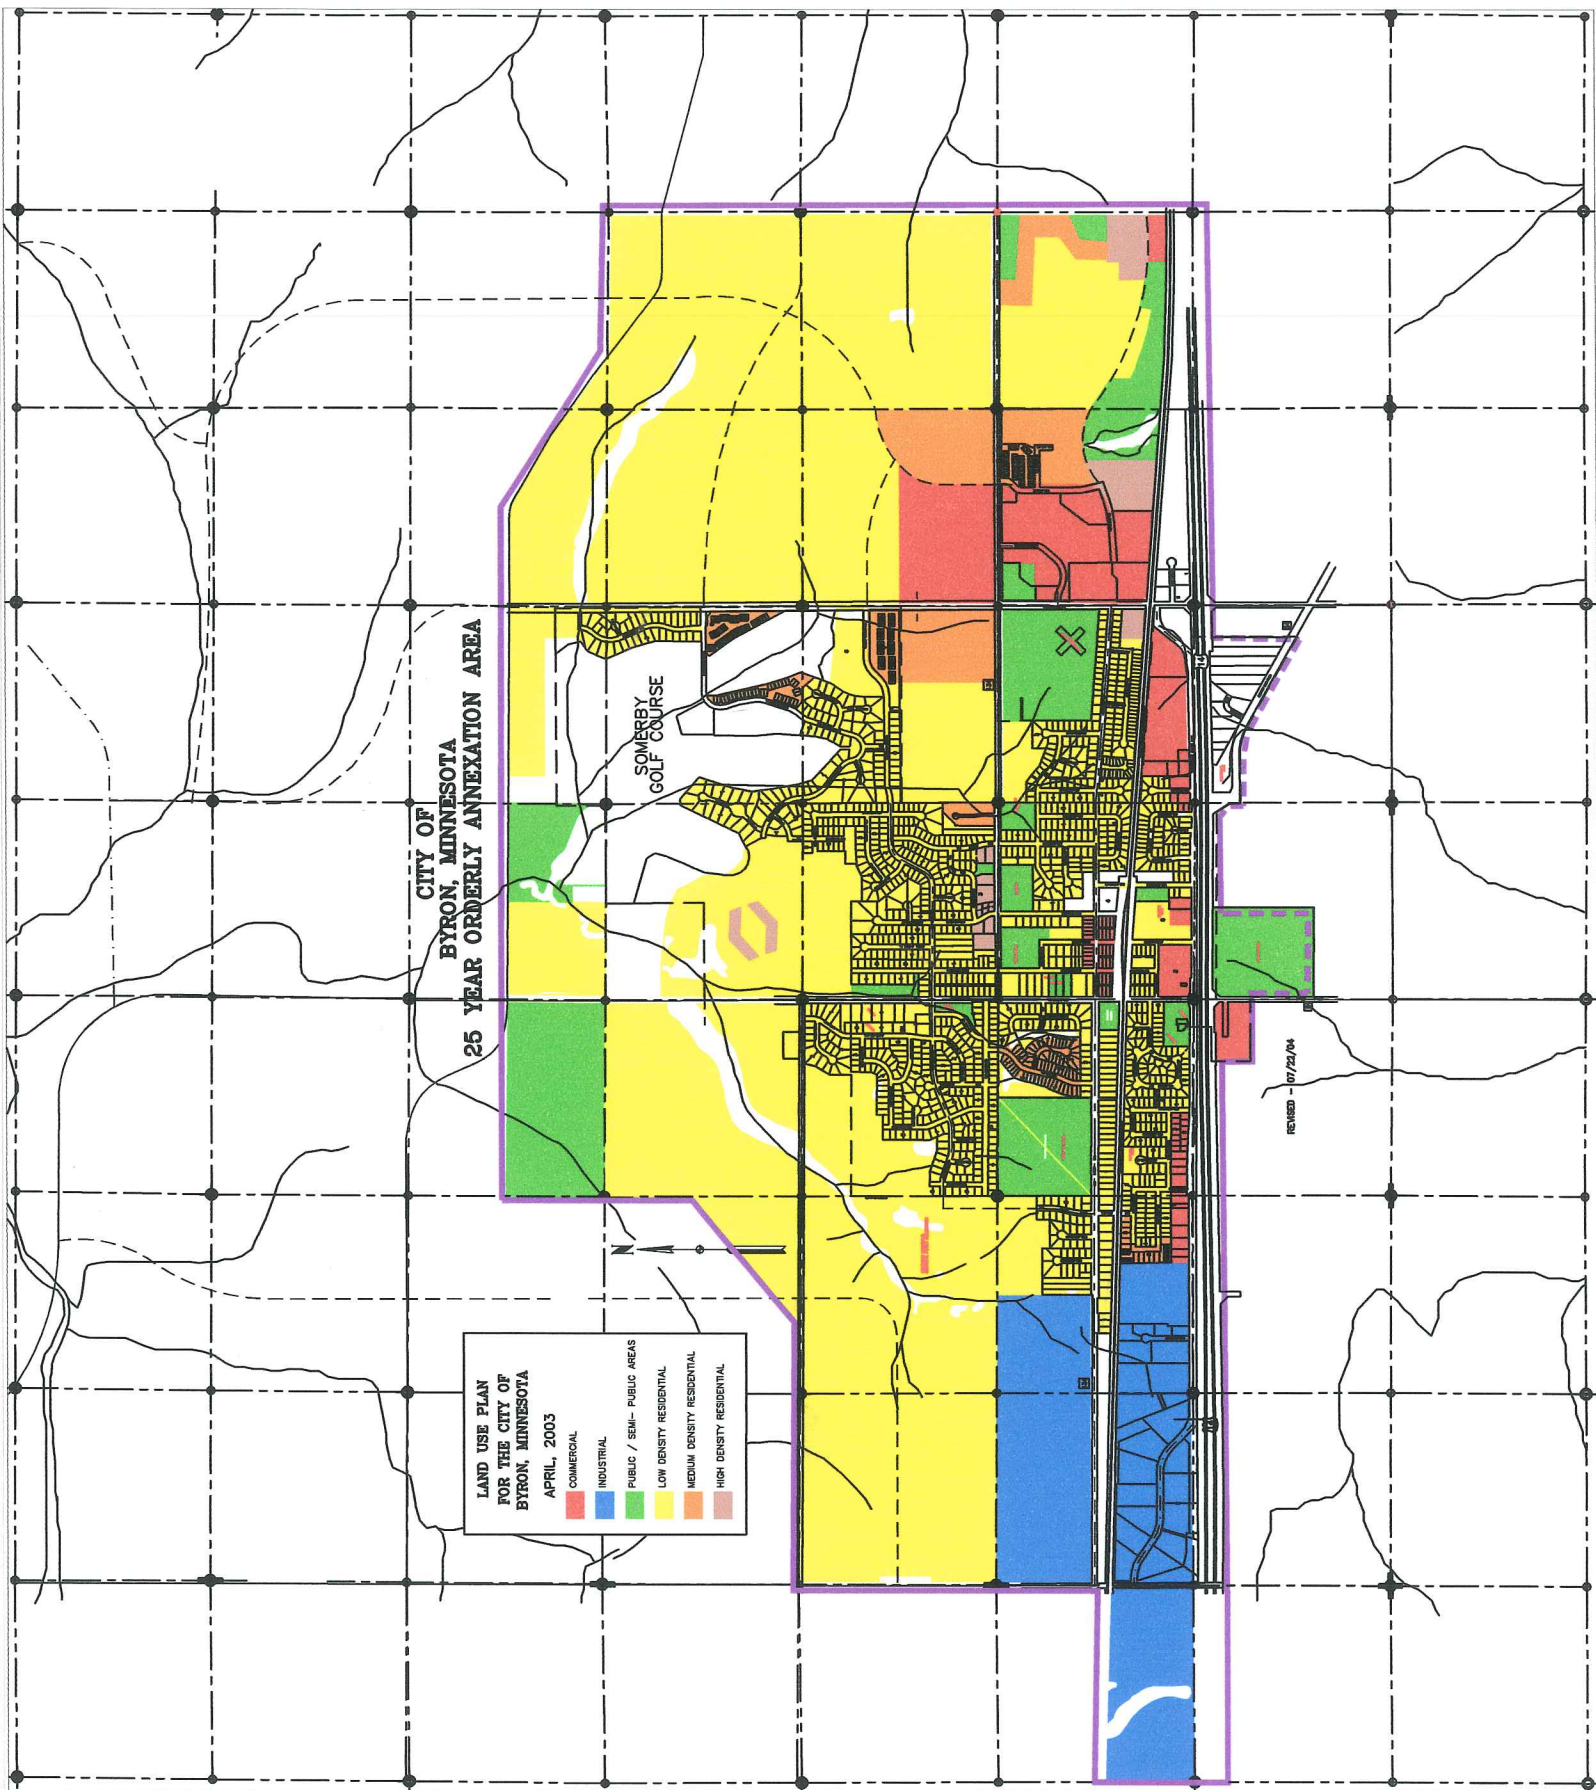 CITY OF
BYRON, MINNESOTA
25 YEAR ORDERLY ANNEXATION AREA
SOMERBY
GOLF COURSE
N
LAND USE PLAN
FOR THE CITY OF
BYRON, MINNESOTA
APRIL, 2003
COMMERCIAL
INDUSTRIAL
PUBLIC / SEMI- PUBLIC AREAS
LOW DENSITY RESIDENTIAL
MEDIUM DENSITY RESIDENTIAL
HIGH DENSITY RESIDENTIAL
14
REVISED - 07/22/04